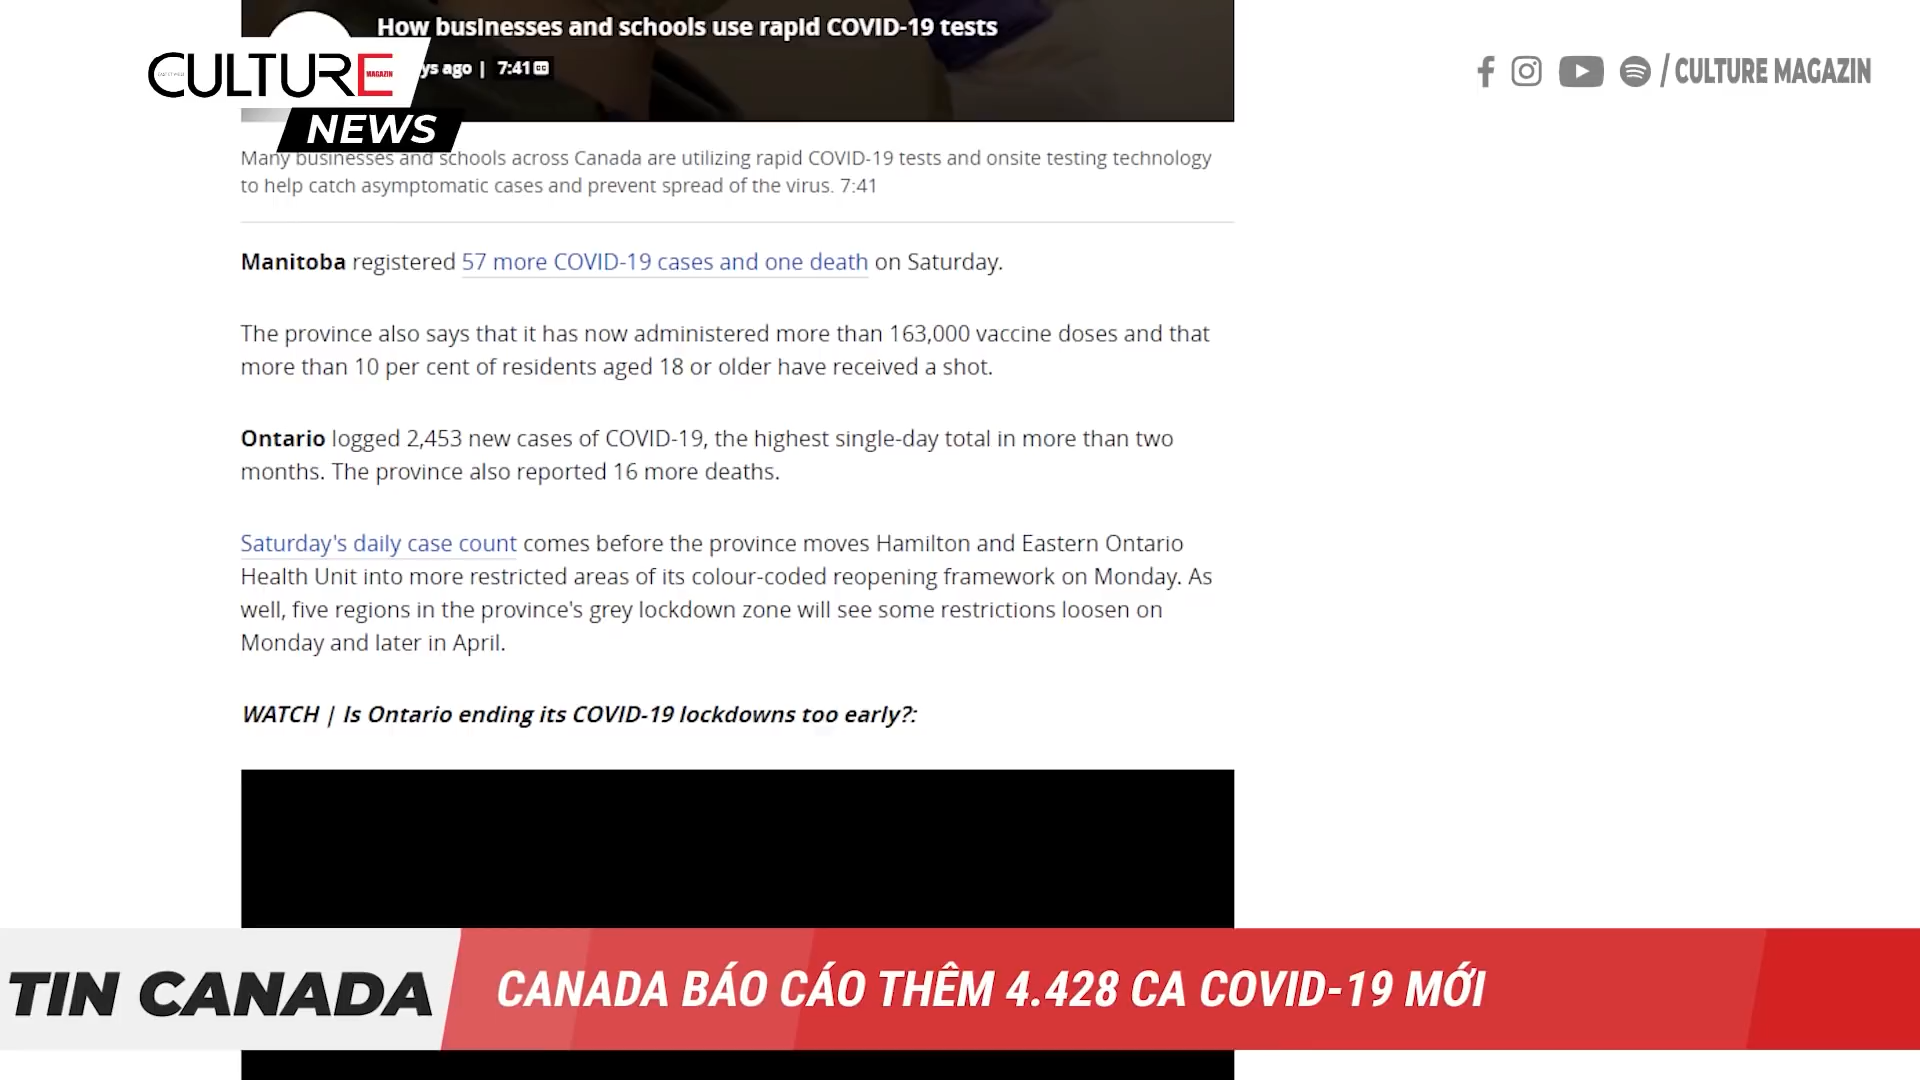 How businesses and schools use rapid COVID-19 tests
ys ago | 7:41 CC
CULTURE
MAGAZIN
NEWS
/ CULTURE MAGAZIN
Many businesses and schools across Canada are utilizing rapid COVID-19 tests and onsite testing technology
to help catch asymptomatic cases and prevent spread of the virus. 7:41
Manitoba registered 57 more COVID-19 cases and one death on Saturday.
The province also says that it has now administered more than 163,000 vaccine doses and that
more than 10 per cent of residents aged 18 or older have received a shot.
Ontario logged 2,453 new cases of COVID-19, the highest single-day total in more than two
months. The province also reported 16 more deaths.
Saturday's daily case count comes before the province moves Hamilton and Eastern Ontario
Health Unit into more restricted areas of its colour-coded reopening framework on Monday. As
well, five regions in the province's grey lockdown zone will see some restrictions loosen on
Monday and later in April.
WATCH | Is Ontario ending its COVID-19 lockdowns too early?:
TIN CANADA
CANADA BÁO CÁO THÊM 4.428 CA COVID-19 MỚI